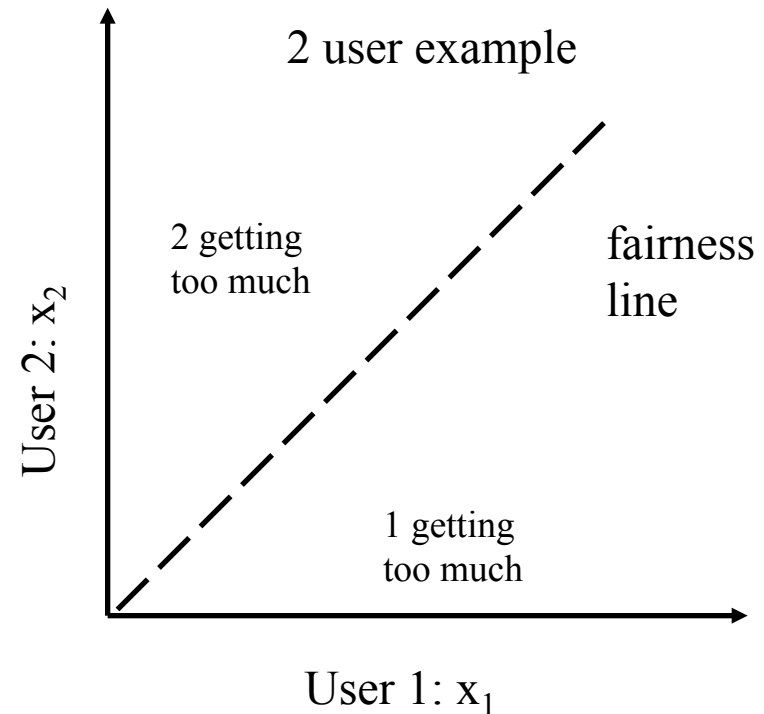 2 user example
2 getting
too much
fairness
line
User 2: x₂
1 getting
too much
User 1: x₁